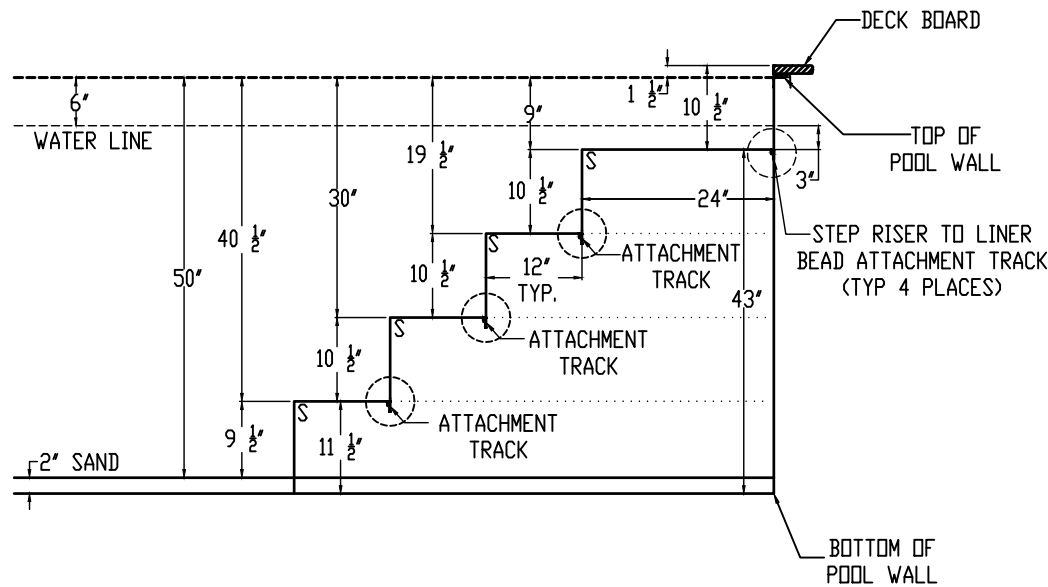 DECK BOARD
1 1/2"
10 1/2"
6"
9"
WATER LINE
TOP OF
POOL WALL
19 1/2"
S
3"
10 1/2"
30"
24"
40 1/2"
S
ATTACHMENT
TRACK
STEP RISER TO LINER
BEAD ATTACHMENT TRACK
(TYP 4 PLACES)
50"
10 1/2"
12"
TYP.
43"
S
ATTACHMENT
TRACK
10 1/2"
S
ATTACHMENT
TRACK
9 1/2"
11 1/2"
2" SAND
BOTTOM OF
POOL WALL